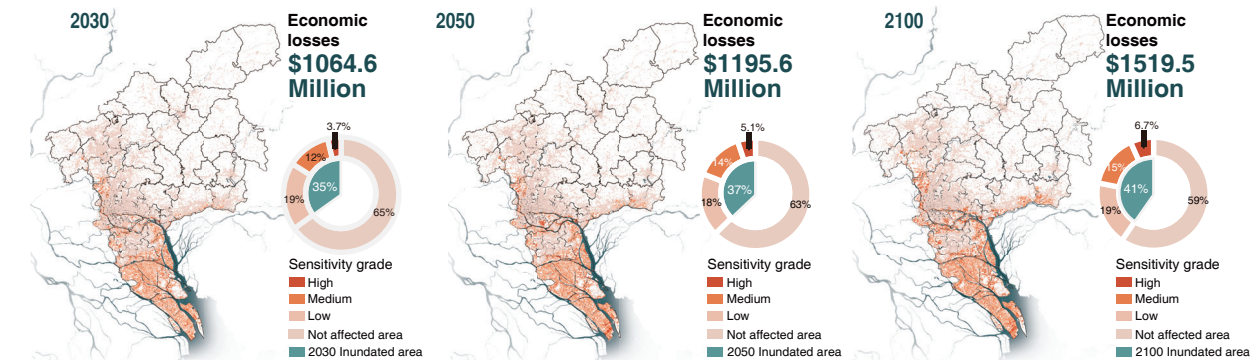 2030
Economic
losses
$1064.6
Million
3.7%
12%
35%
19%
65%
Sensitivity grade
High
Medium
Low
Not affected area
2030 Inundated area
2050
Economic
losses
$1195.6
Million
5.1%
14%
37%
18%
63%
Sensitivity grade
High
Medium
Low
Not affected area
2050 Inundated area
2100
Economic
losses
$1519.5
Million
6.7%
15%
41%
19%
59%
Sensitivity grade
High
Medium
Low
Not affected area
2100 Inundated area